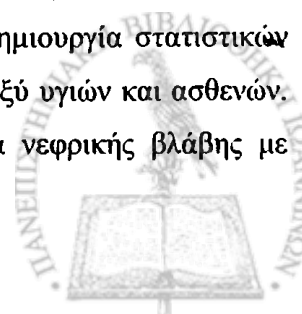 ημιουργία στατιστικών
ξύ υγιών και ασθενών.
α νεφρικής βλάβης με